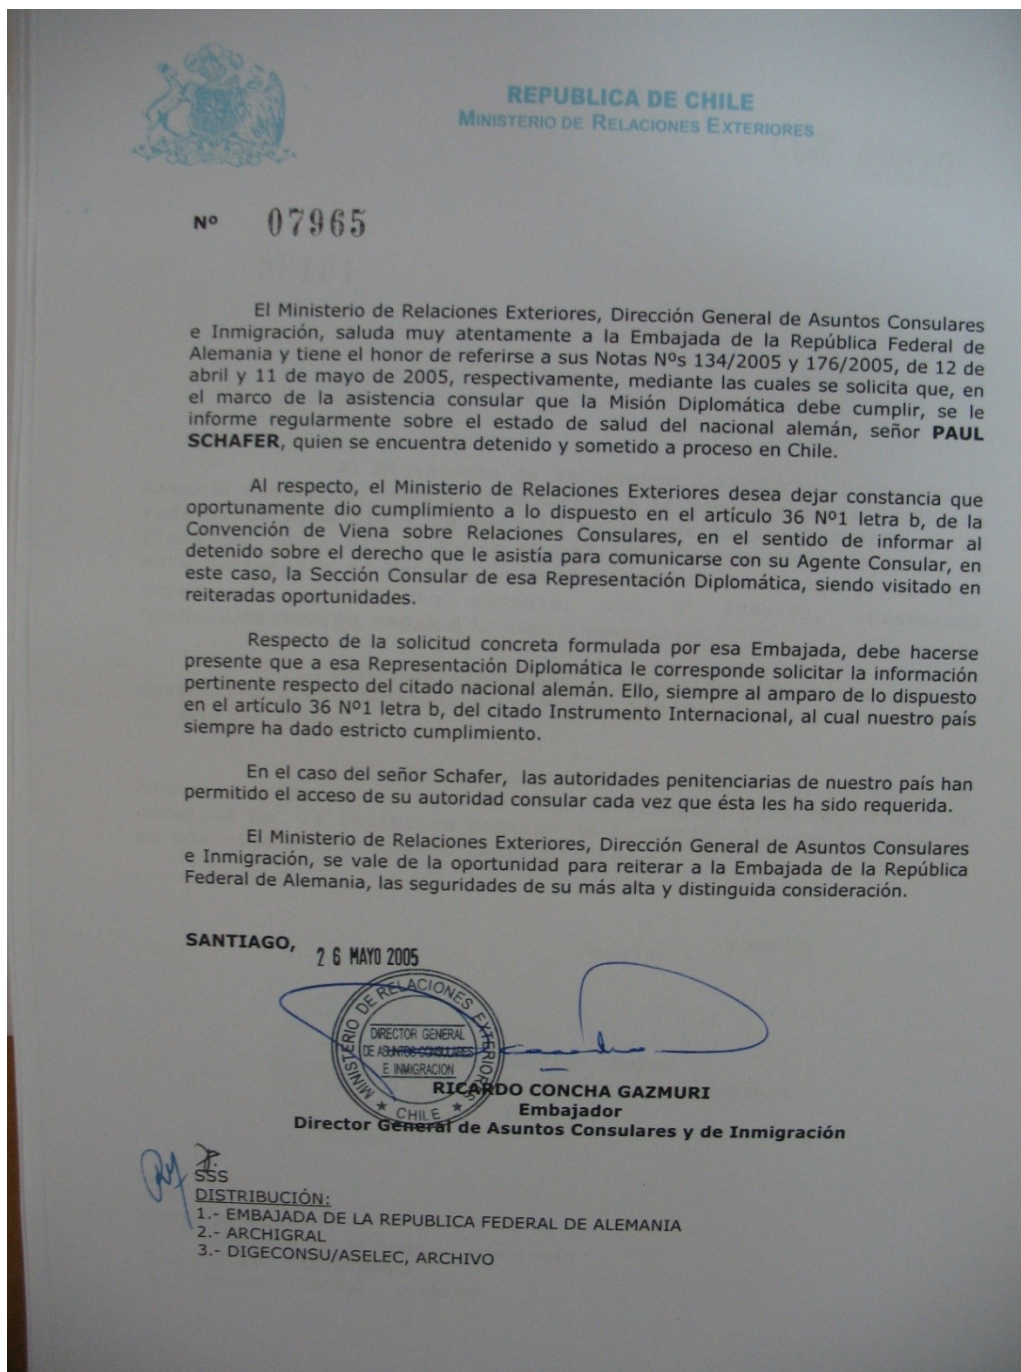 REPUBLICA DE CHILE
MINISTERIO DE RELACIONES EXTERIORES
Nº 07965
El Ministerio de Relaciones Exteriores, Dirección General de Asuntos Consulares
e Inmigración, saluda muy atentamente a la Embajada de la República Federal de
Alemania y tiene el honor de referirse a sus Notas Nºs 134/2005 y 176/2005, de 12 de
abril y 11 de mayo de 2005, respectivamente, mediante las cuales se solicita que, en
el marco de la asistencia consular que la Misión Diplomática debe cumplir, se le
informe regularmente sobre el estado de salud del nacional alemán, señor PAUL
SCHAFER, quien se encuentra detenido y sometido a proceso en Chile.
Al respecto, el Ministerio de Relaciones Exteriores desea dejar constancia que
oportunamente dio cumplimiento a lo dispuesto en el artículo 36 Nº1 letra b, de la
Convención de Viena sobre Relaciones Consulares, en el sentido de informar al
detenido sobre el derecho que le asistía para comunicarse con su Agente Consular, en
este caso, la Sección Consular de esa Representación Diplomática, siendo visitado en
reiteradas oportunidades.
Respecto de la solicitud concreta formulada por esa Embajada, debe hacerse
presente que a esa Representación Diplomática le corresponde solicitar la información
pertinente respecto del citado nacional alemán. Ello, siempre al amparo de lo dispuesto
en el artículo 36 Nº1 letra b, del citado Instrumento Internacional, al cual nuestro país
siempre ha dado estricto cumplimiento.
En el caso del señor Schafer, las autoridades penitenciarias de nuestro país han
permitido el acceso de su autoridad consular cada vez que ésta les ha sido requerida.
El Ministerio de Relaciones Exteriores, Dirección General de Asuntos Consulares
e Inmigración, se vale de la oportunidad para reiterar a la Embajada de la República
Federal de Alemania, las seguridades de su más alta y distinguida consideración.
SANTIAGO, 26 MAYO 2005
MINISTERIO DE RELACIONES EXTERIORES
DIRECTOR GENERAL
DE ASUNTOS CONSULARES
E INMIGRACION
CHILE
RICARDO CONCHA GAZMURI
Embajador
Director General de Asuntos Consulares y de Inmigración
SSS
DISTRIBUCIÓN:
1.- EMBAJADA DE LA REPUBLICA FEDERAL DE ALEMANIA
2.- ARCHIGRAL
3.- DIGECONSU/ASELEC, ARCHIVO